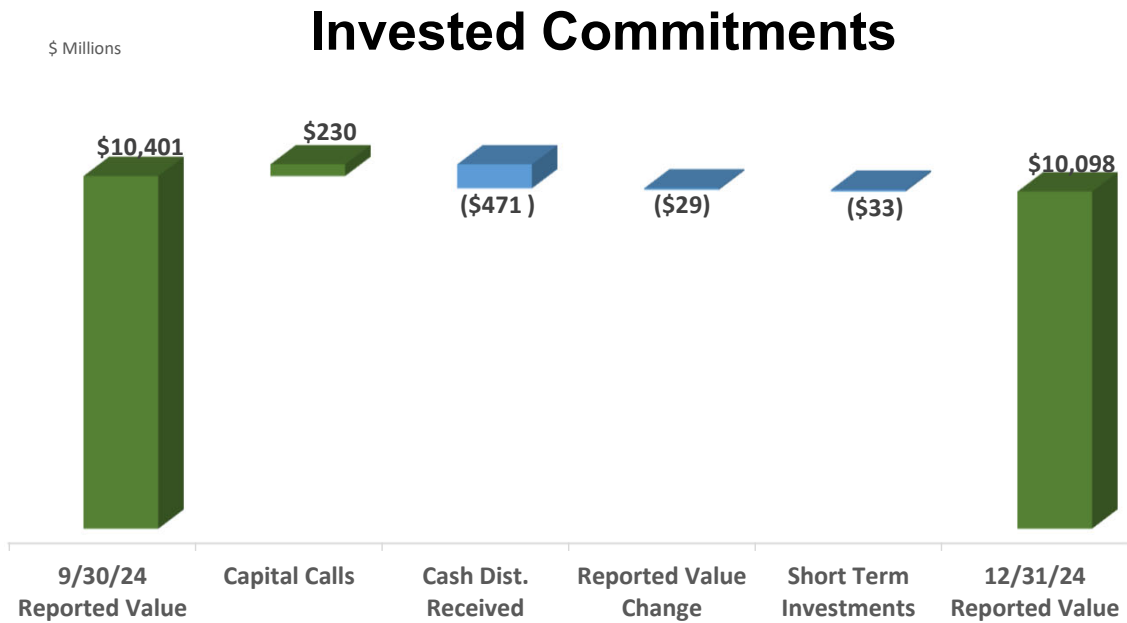 Invested Commitments
$ Millions
$10,401
$230
($471 )
($29)
($33)
$10,098
9/30/24
Reported Value
Capital Calls
Cash Dist.
Received
Reported Value
Change
Short Term
Investments
12/31/24
Reported Value